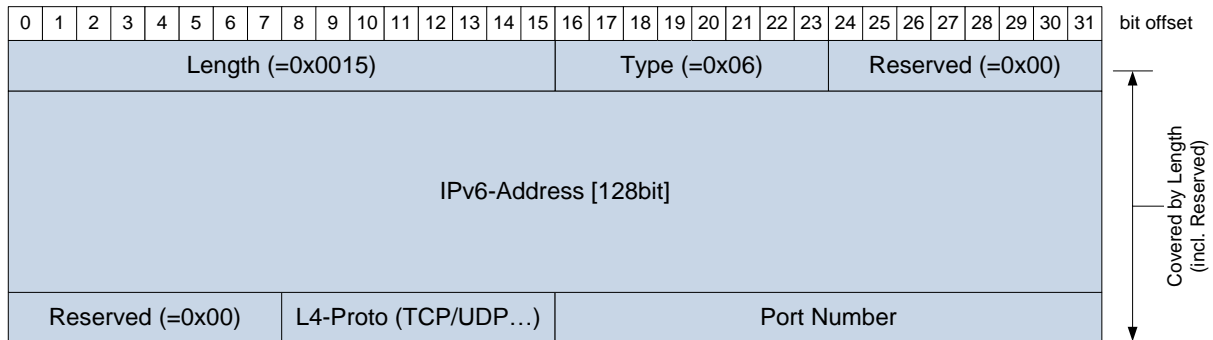 0 1 2 3 4 5 6 7 8 9 10 11 12 13 14 15 16 17 18 19 20 21 22 23 24 25 26 27 28 29 30 31 bit offset
Length (=0x0015) Type (=0x06) Reserved (=0x00)
IPv6-Address [128bit]
Covered by Length
(incl. Reserved)
Reserved (=0x00) L4-Proto (TCP/UDP…) Port Number